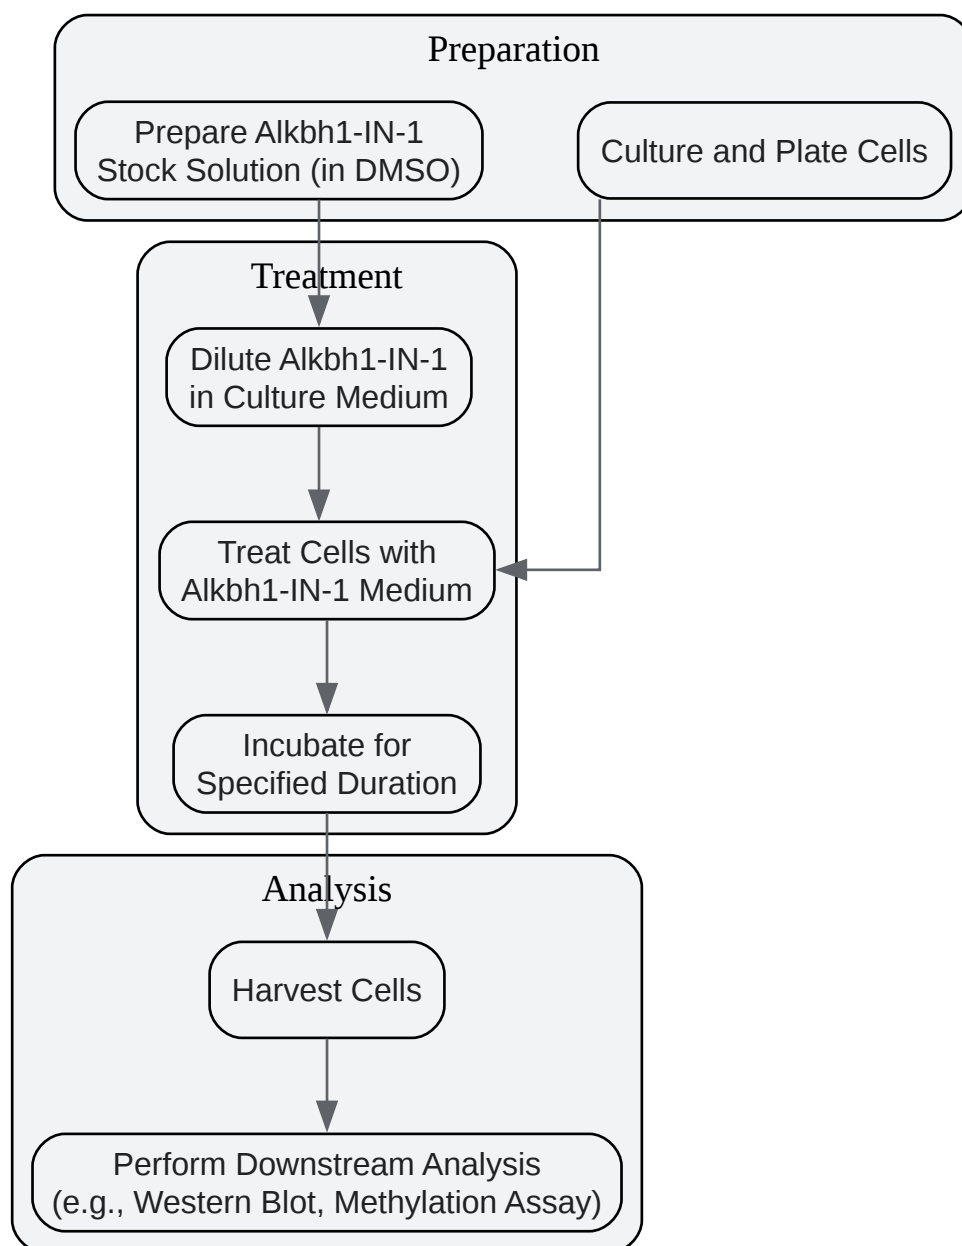 Preparation
Prepare Alkbh1-IN-1
Stock Solution (in DMSO)
Culture and Plate Cells
Treatment
Dilute Alkbh1-IN-1
in Culture Medium
Treat Cells with
Alkbh1-IN-1 Medium
Incubate for
Specified Duration
Analysis
Harvest Cells
Perform Downstream Analysis
(e.g., Western Blot, Methylation Assay)